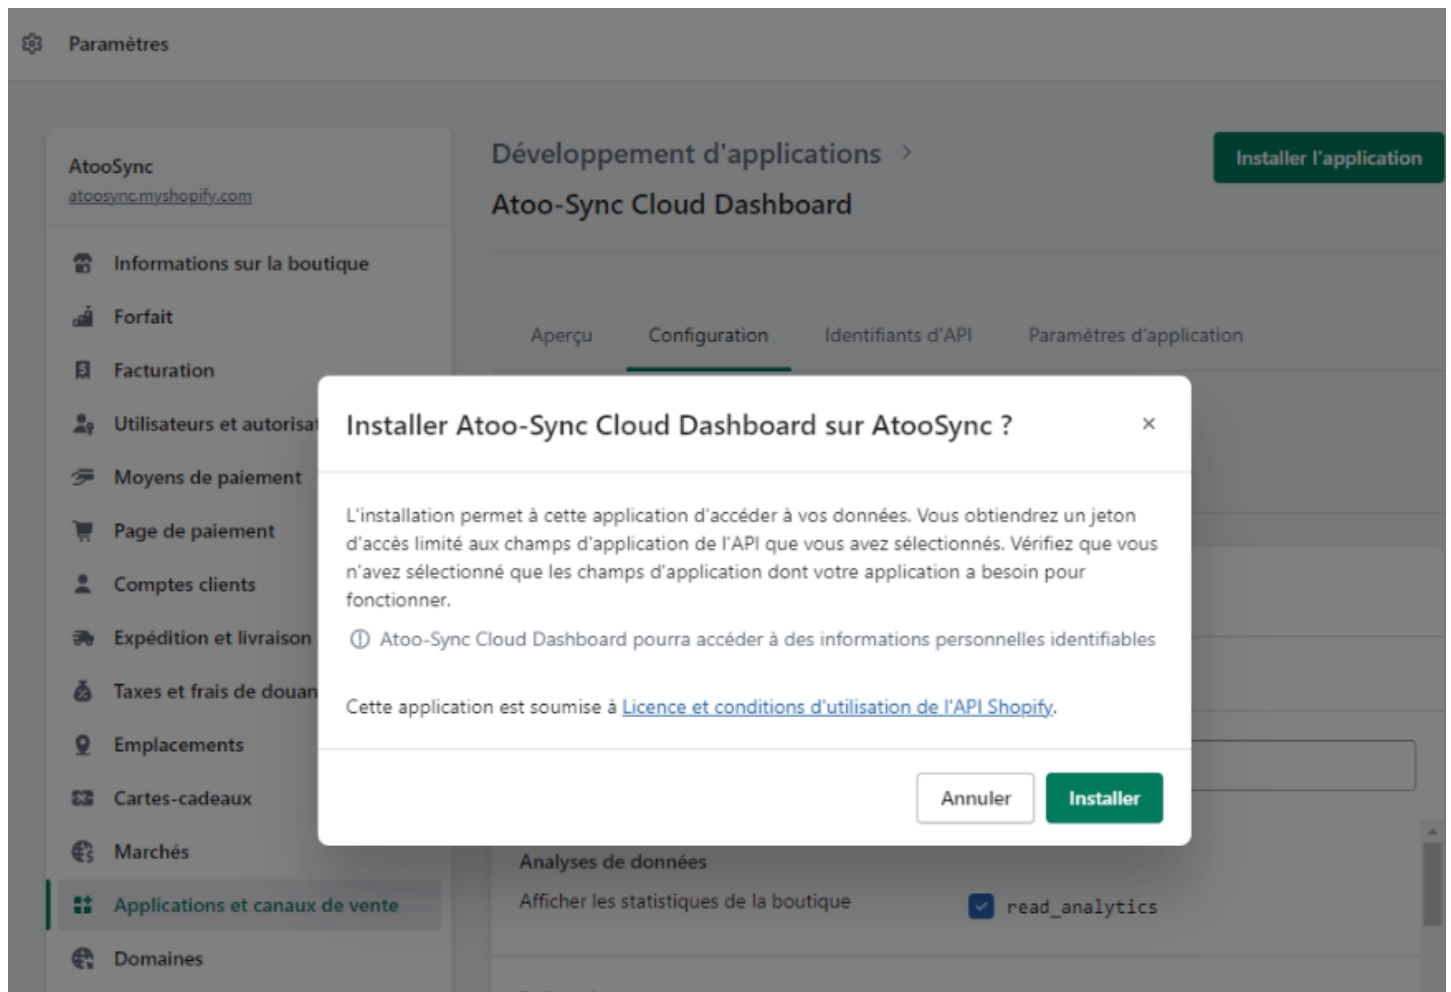 Paramètres
AtooSync
atoosync.myshopify.com
Informations sur la boutique
Forfait
Facturation
Utilisateurs et autorisat
Moyens de paiement
Page de paiement
Comptes clients
Expédition et livraison
Taxes et frais de douan
Emplacements
Cartes-cadeaux
Marchés
Applications et canaux de vente
Domaines
Développement d'applications >
Installer l'application
Atoo-Sync Cloud Dashboard
Aperçu Configuration Identifiants d'API Paramètres d'application
Installer Atoo-Sync Cloud Dashboard sur AtooSync ?
L'installation permet à cette application d'accéder à vos données. Vous obtiendrez un jeton
d'accès limité aux champs d'application de l'API que vous avez sélectionnés. Vérifiez que vous
n'avez sélectionné que les champs d'application dont votre application a besoin pour
fonctionner.
Atoo-Sync Cloud Dashboard pourra accéder à des informations personnelles identifiables
Cette application est soumise à Licence et conditions d'utilisation de l'API Shopify.
Annuler Installer
Analyses de données
Afficher les statistiques de la boutique read_analytics